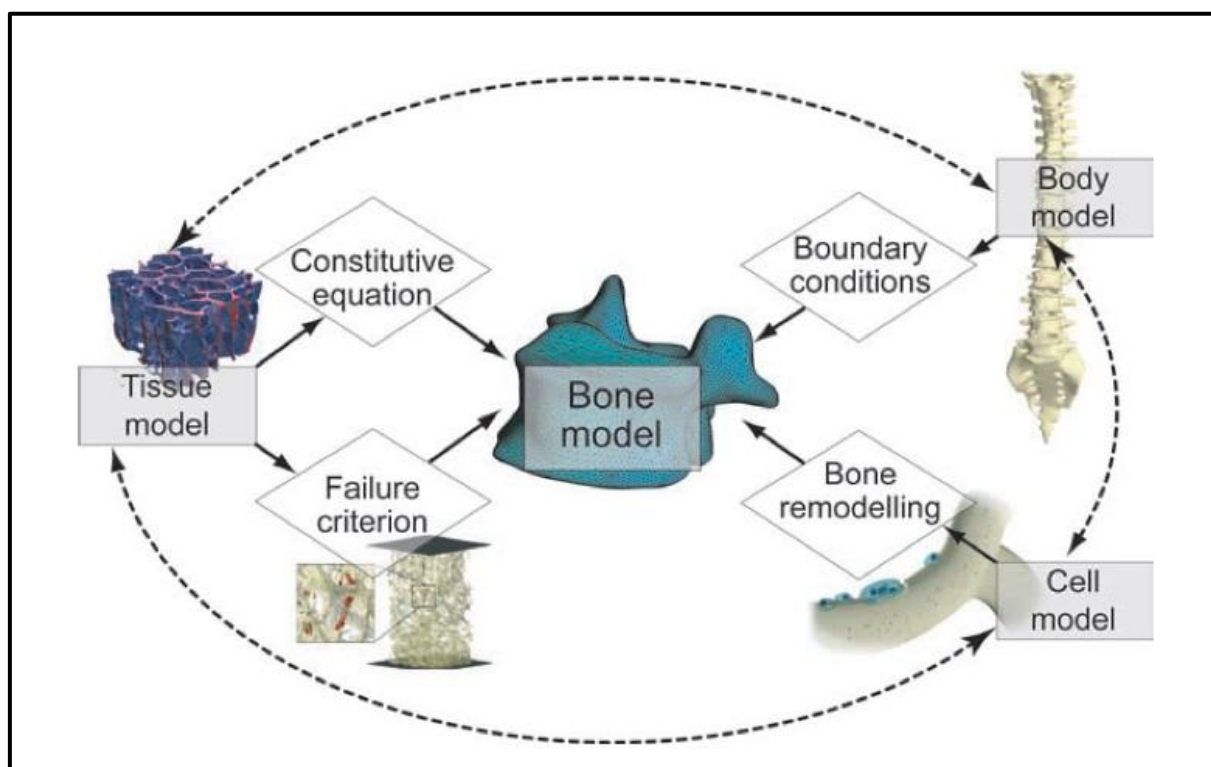 Body
model
Constitutive
equation
Boundary
conditions
Tissue
model
Bone
model
Failure
criterion
Bone
remodelling
Cell
model